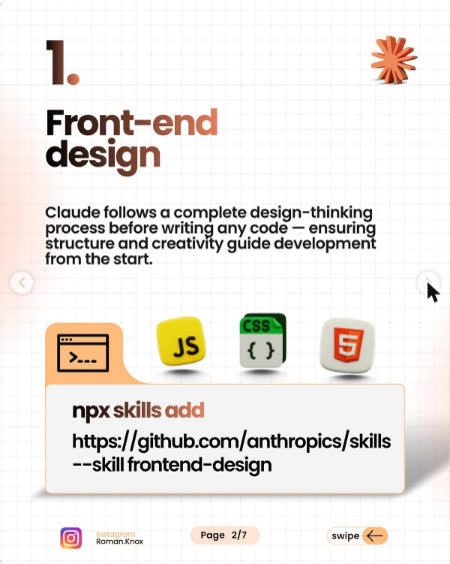 1.
Front-end
design
Claude follows a complete design-thinking
process before writing any code — ensuring
structure and creativity guide development
from the start.
>_---
JS
CSS
{ }
5
npx skills add
https://github.com/anthropics/skills
--skill frontend-design
Instagram
Roman.Knox
Page 2/7
swipe